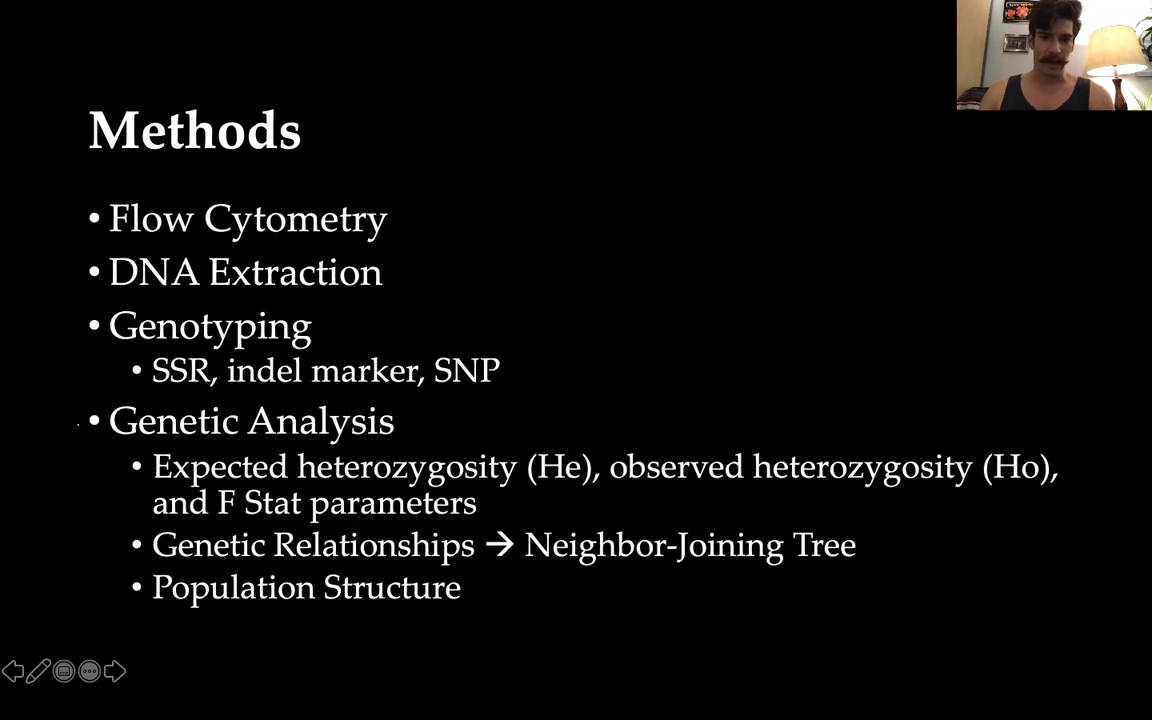 Methods
• Flow Cytometry
• DNA Extraction
• Genotyping
• SSR, indel marker, SNP
• Genetic Analysis
• Expected heterozygosity (He), observed heterozygosity (Ho),
and F Stat parameters
• Genetic Relationships → Neighbor-Joining Tree
• Population Structure